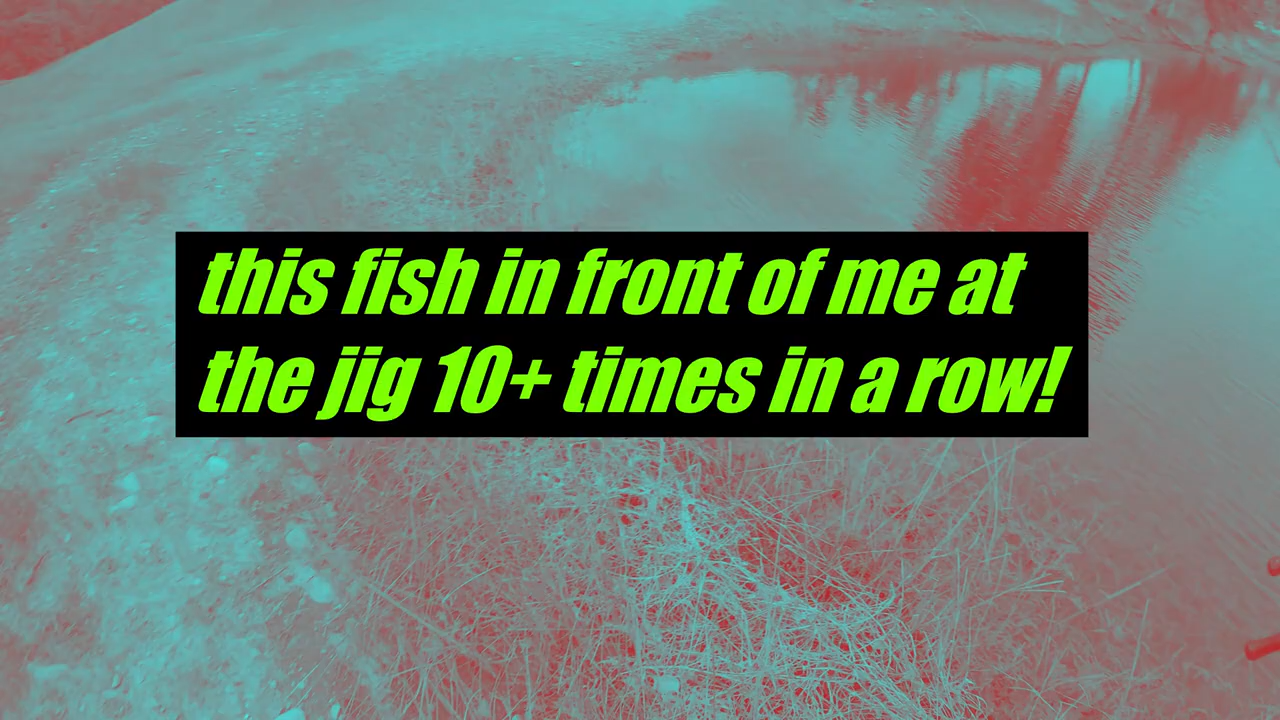 this fish in front of me at
the jig 10+ times in a row!